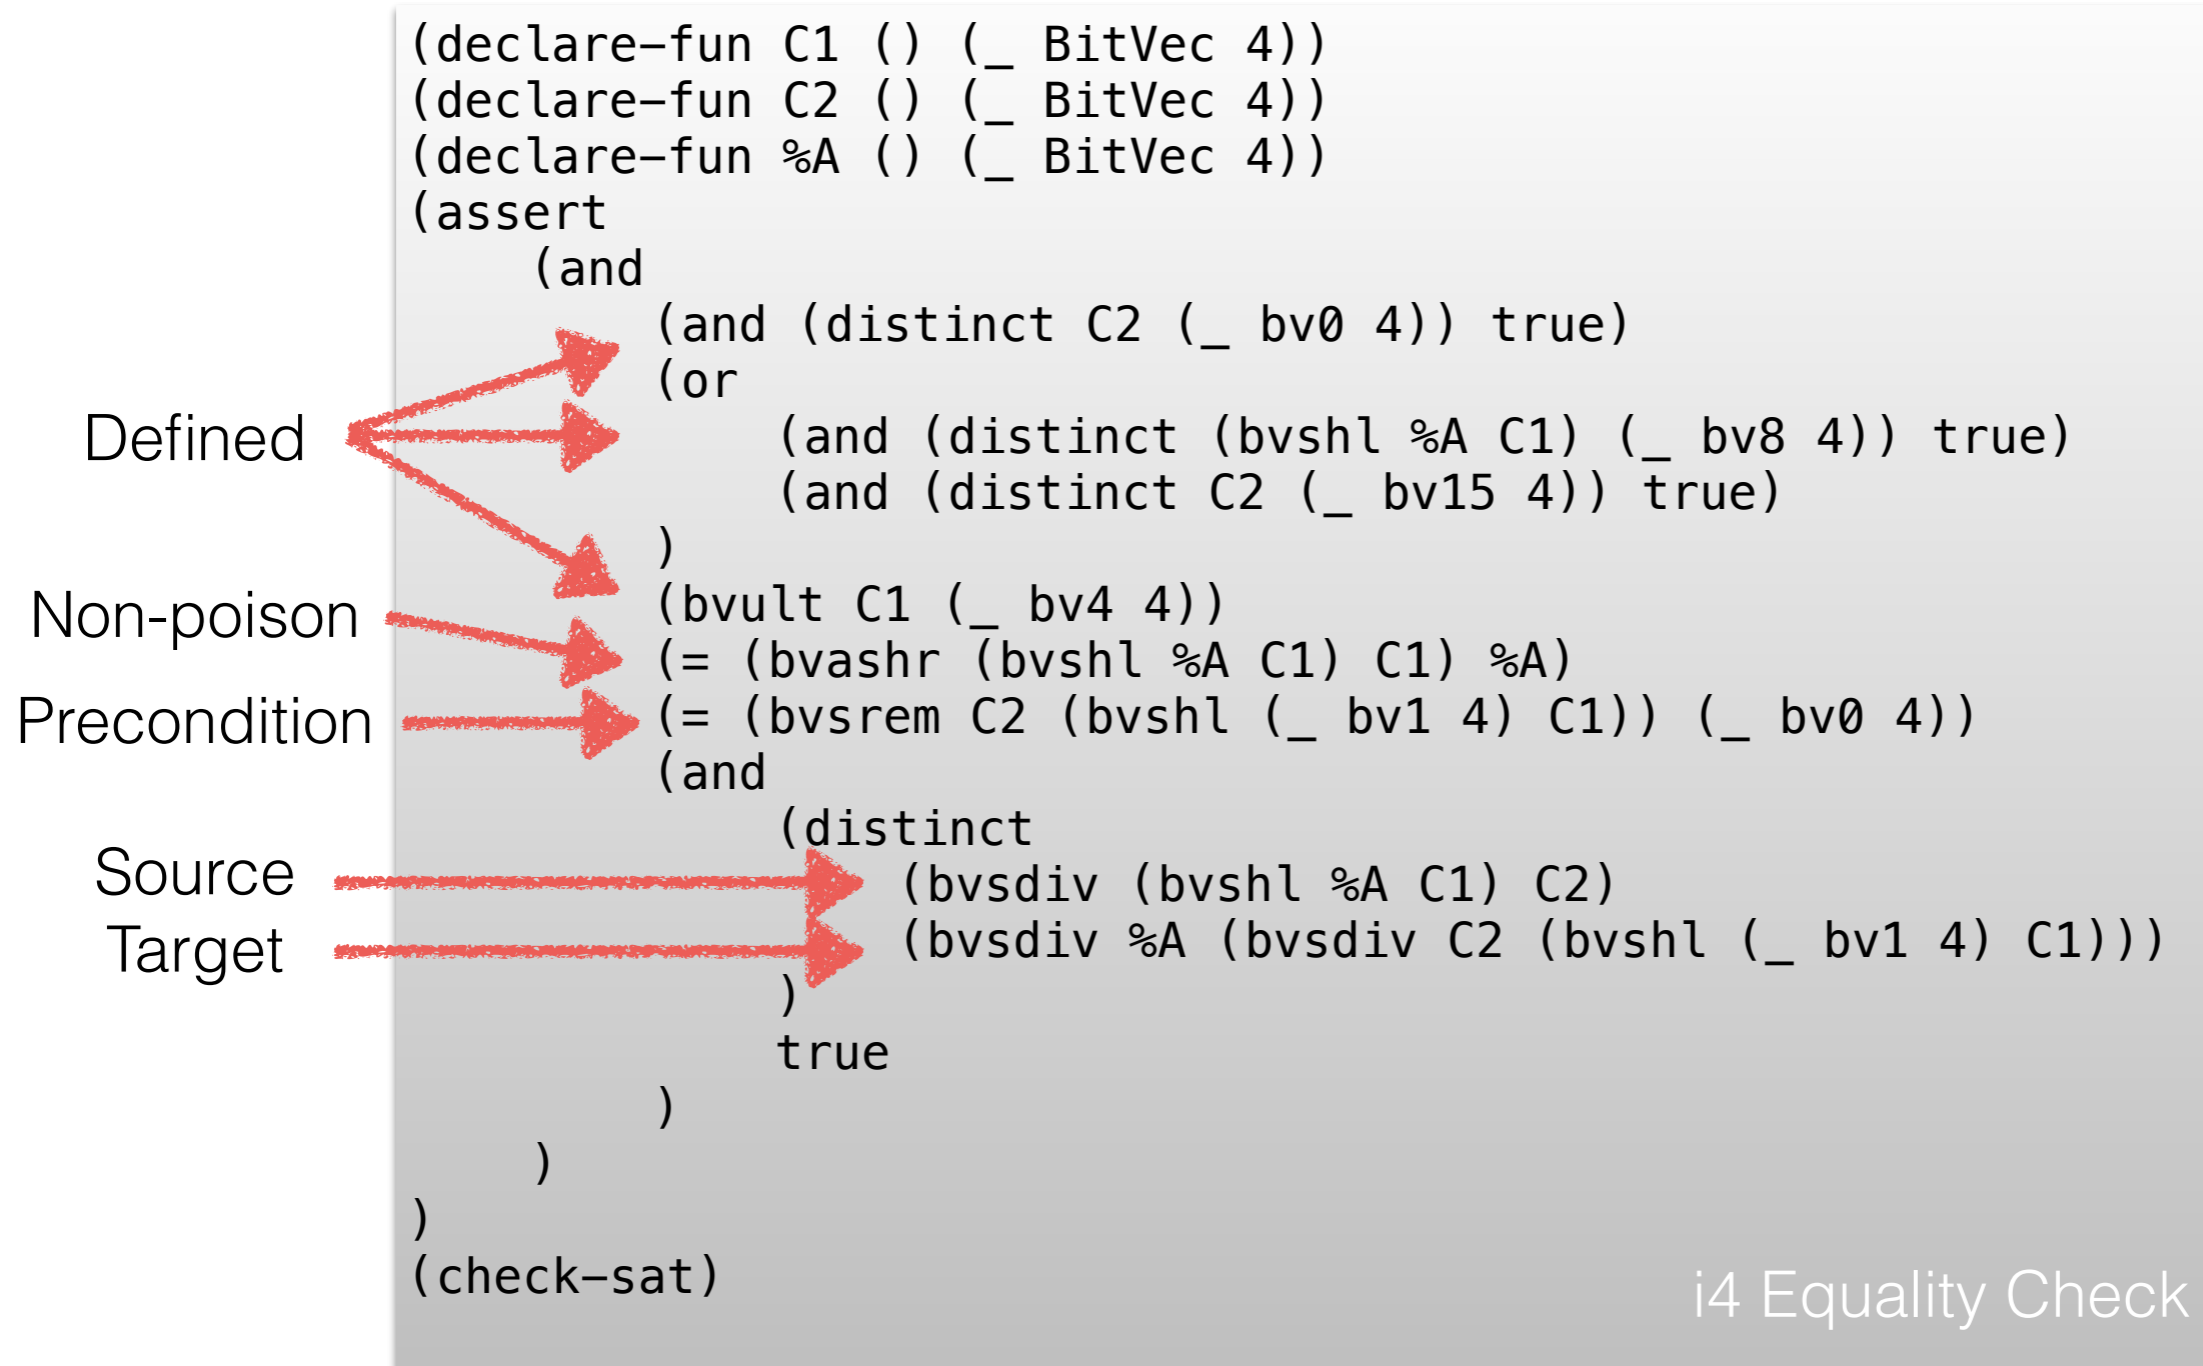 (declare-fun C1 () (_ BitVec 4))
(declare-fun C2 () (_ BitVec 4))
(declare-fun %A () (_ BitVec 4))
(assert
(and
(and (distinct C2 (_ bv0 4)) true)
(or
Defined
(and (distinct (bvshl %A C1) (_ bv8 4)) true)
(and (distinct C2 (_ bv15 4)) true)
)
Non-poison
(bvult C1 (_ bv4 4))
(= (bvashr (bvshl %A C1) C1) %A)
Precondition
(= (bvsrem C2 (bvshl (_ bv1 4) C1)) (_ bv0 4))
(and
(distinct
Source
(bvsdiv (bvshl %A C1) C2)
Target
(bvsdiv %A (bvsdiv C2 (bvshl (_ bv1 4) C1)))
)
true
)
)
)
(check-sat)
i4 Equality Check